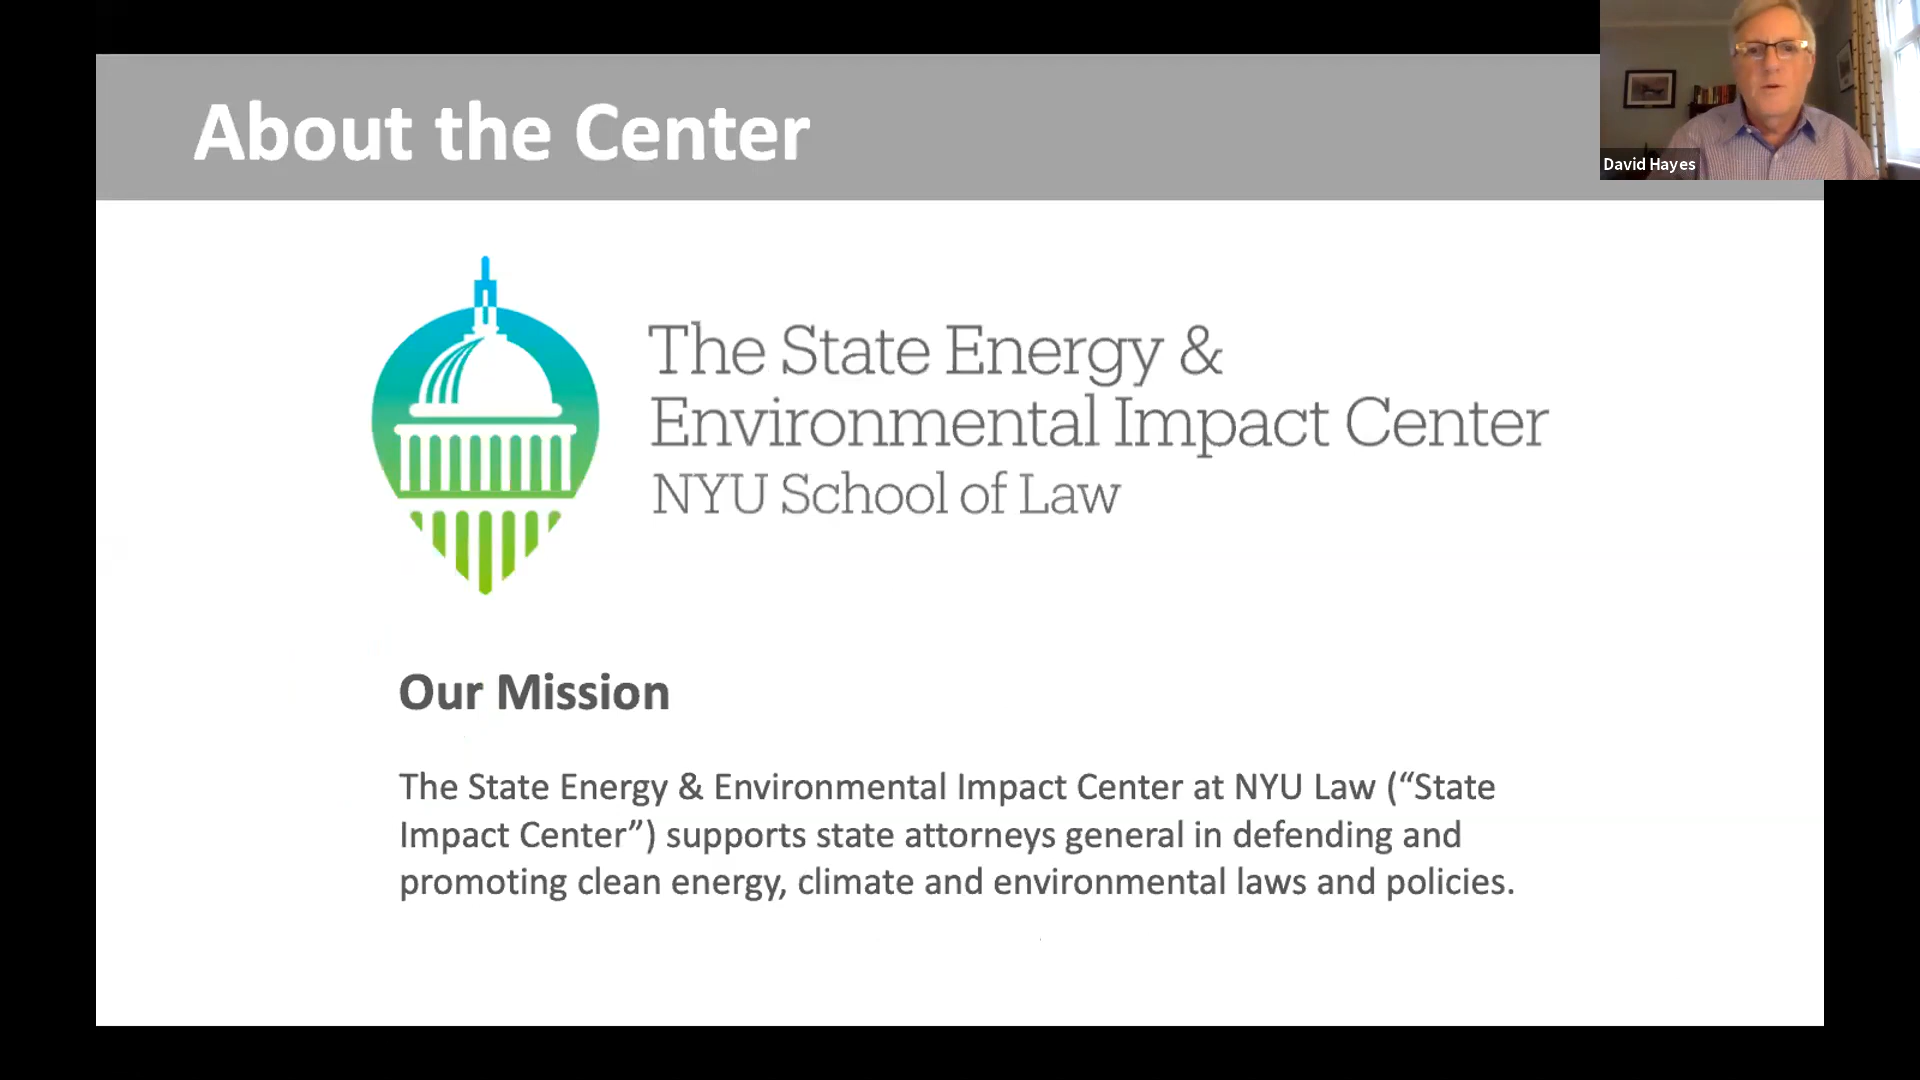 About the Center
David Hayes
The State Energy &
Environmental Impact Center
NYU School of Law
Our Mission
The State Energy & Environmental Impact Center at NYU Law (“State
Impact Center”) supports state attorneys general in defending and
promoting clean energy, climate and environmental laws and policies.